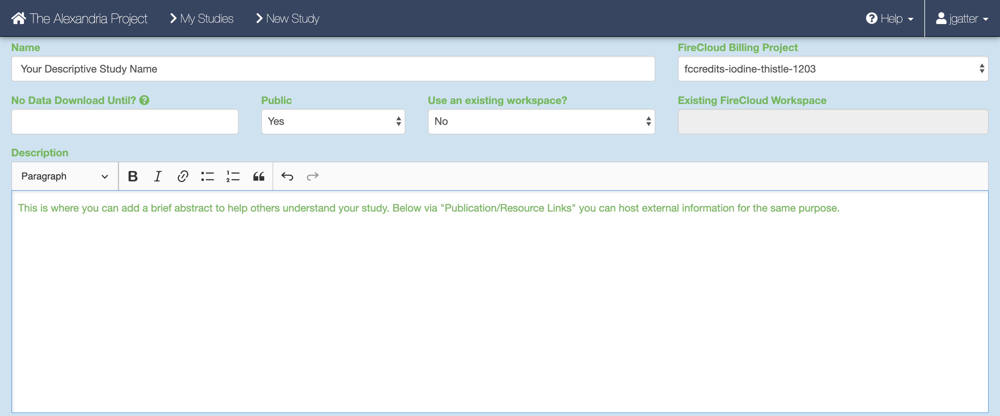 The Alexandria Project My Studies New Study Help jgatter
Name FireCloud Billing Project
Your Descriptive Study Name fccredits-iodine-thistle-1203
No Data Download Until? Public Use an existing workspace? Existing FireCloud Workspace
Yes No
Description
Paragraph
This is where you can add a brief abstract to help others understand your study. Below via "Publication/Resource Links" you can host external information for the same purpose.